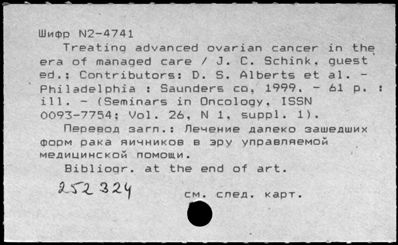 Шифр N2-4741
Treating advanced ovarian cancer in the
era of managed care / J. C. Schink, guest
ed.; Contributors: D. S. Alberts et al. -
Philadelphia : Saunders co, 1999. - 61 p. :
ill. - (Seminars in Oncology, ISSN
0093-7754; Vol. 26, N 1, suppl. 1).
Перевод загл.: Лечение далеко зашедших
форм рака яичников в эру управляемой
медицинской помощи.
Bibliogr. at the end of art.
252324
см. след. карт.